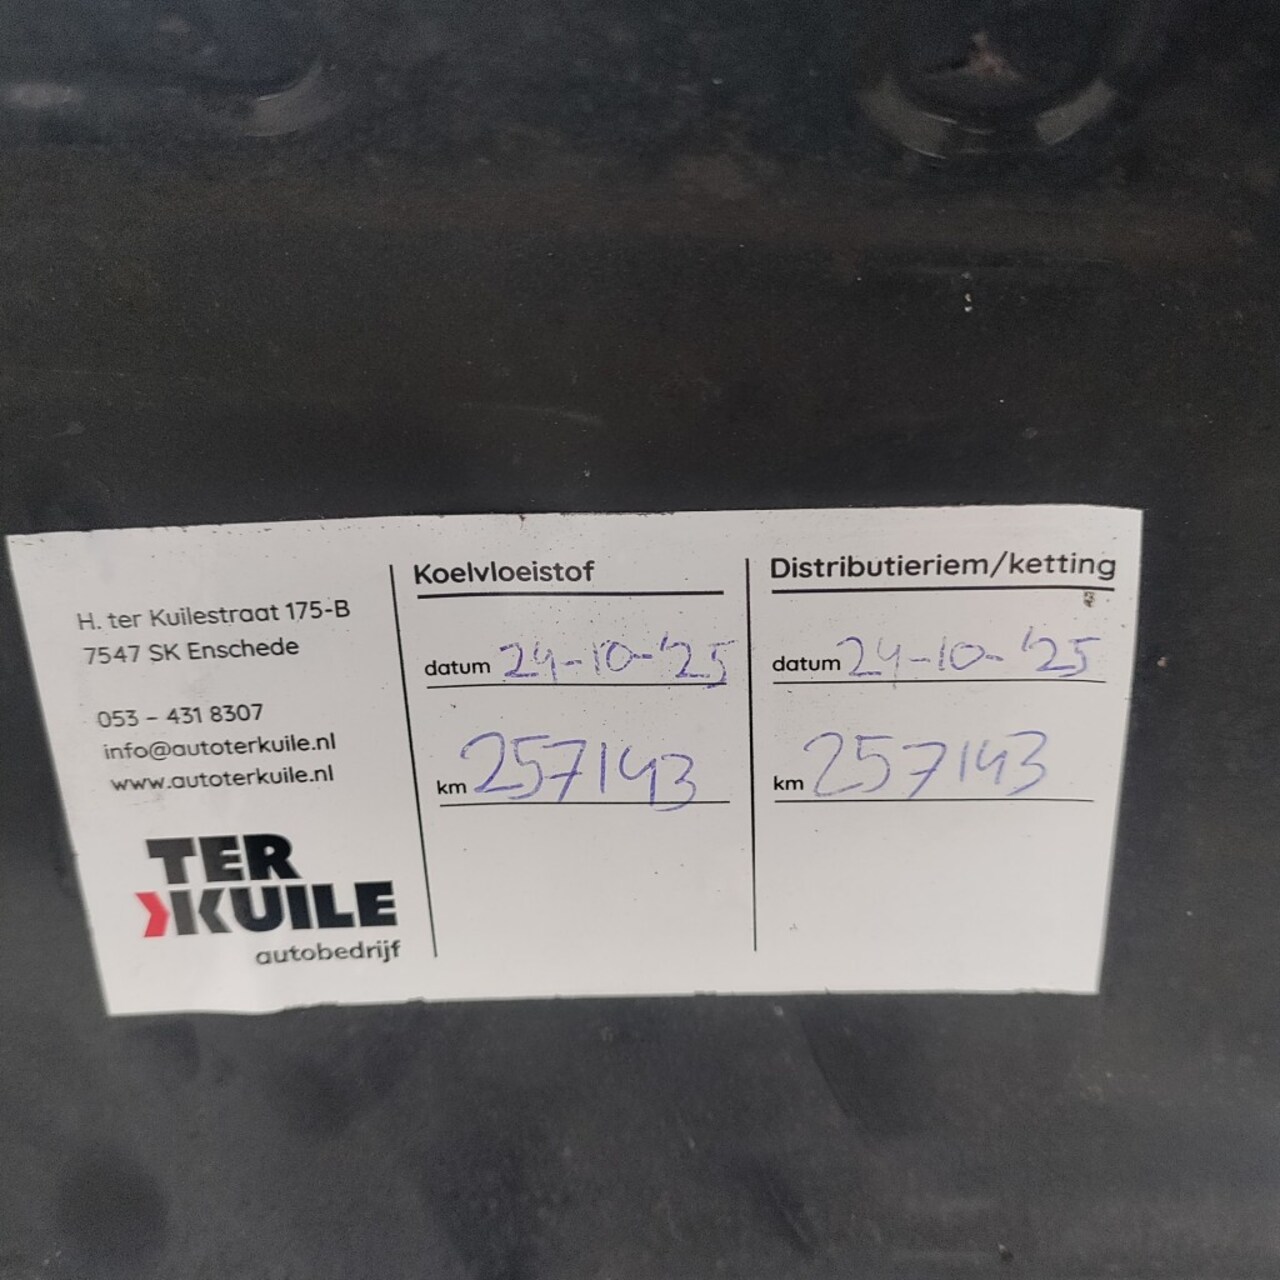 H. ter Kuilestraat 175-B
7547 SK Enschede
053 – 431 8307
info@autoterkuile.nl
www.autoterkuile.nl
TER
KUILE
autobedrijf
Koelvloeistof
datum 24-10-'25
km 257143
Distributieriem/ketting
datum 24-10-'25
km 257143